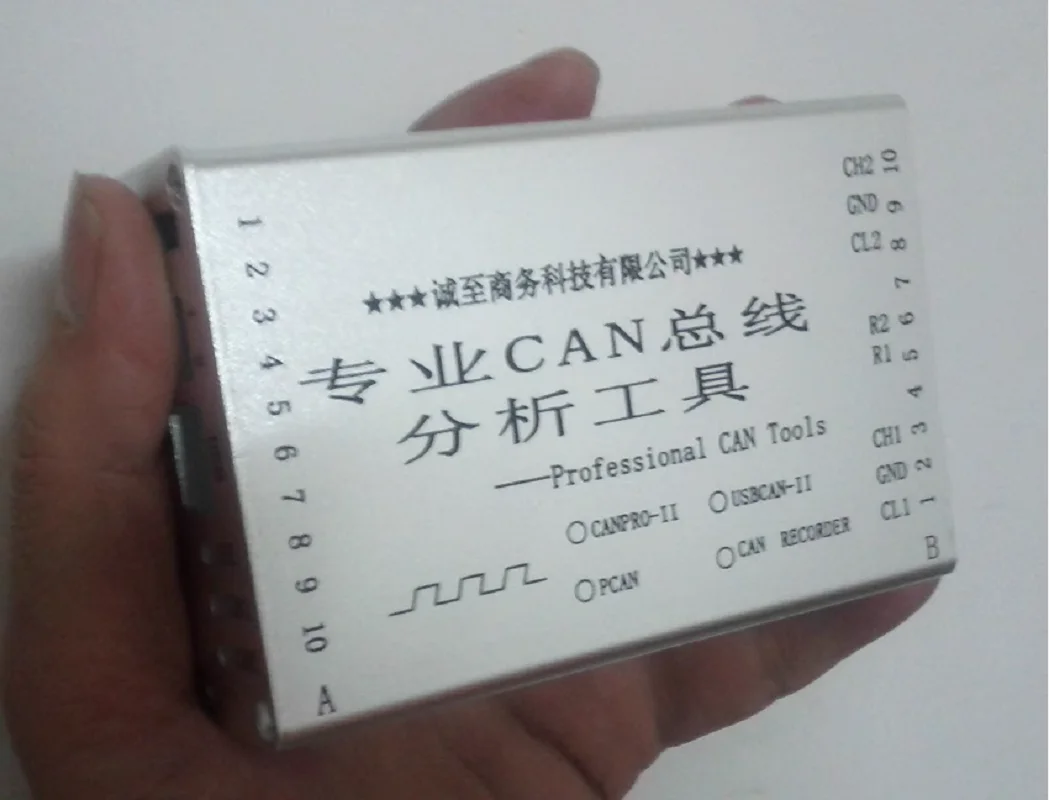 ★★★诚至商务科技有限公司★★★
专业CAN总线
分析工具
——Professional CAN Tools
○CANPRO-II ○USBCAN-II
○PCAN ○CAN RECORDER
1
2
3
4
5
6
7
8
9
10
A
CH2 10
GND 9
CL2 8
7
R2 6
R1 5
4
CH1 3
GND 2
CL1 1
B